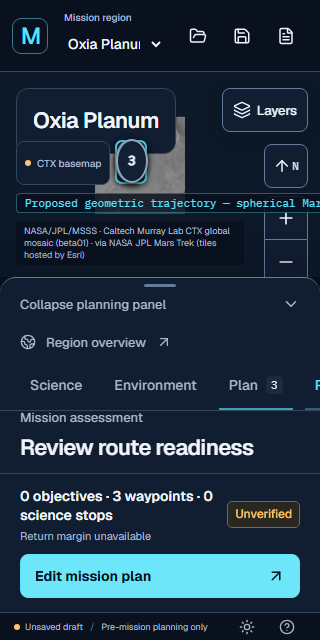 M
Mission region
Oxia Planu
Oxia Planum
Layers
CTX basemap
3
N
Proposed geometric trajectory — spherical Mar
NASA/JPL/MSSS · Caltech Murray Lab CTX global
mosaic (beta01) · via NASA JPL Mars Trek (tiles
hosted by Esri)
+
−
Collapse planning panel
Region overview
Science
Environment
Plan 3
Mission assessment
Review route readiness
0 objectives · 3 waypoints · 0
science stops
Return margin unavailable
Unverified
Edit mission plan
Unsaved draft / Pre-mission planning only